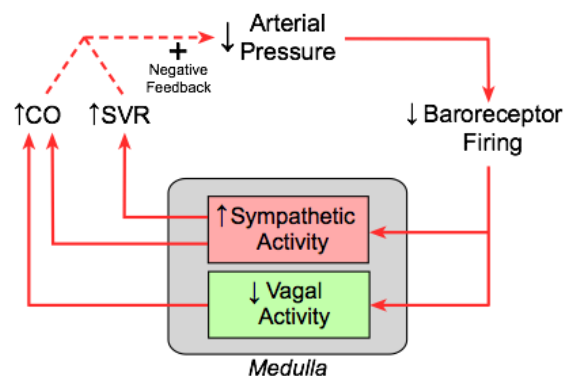 ↓ Arterial
Pressure
+
Negative
Feedback
↑CO
↑SVR
↓ Baroreceptor
Firing
↑Sympathetic
Activity
↓ Vagal
Activity
Medulla